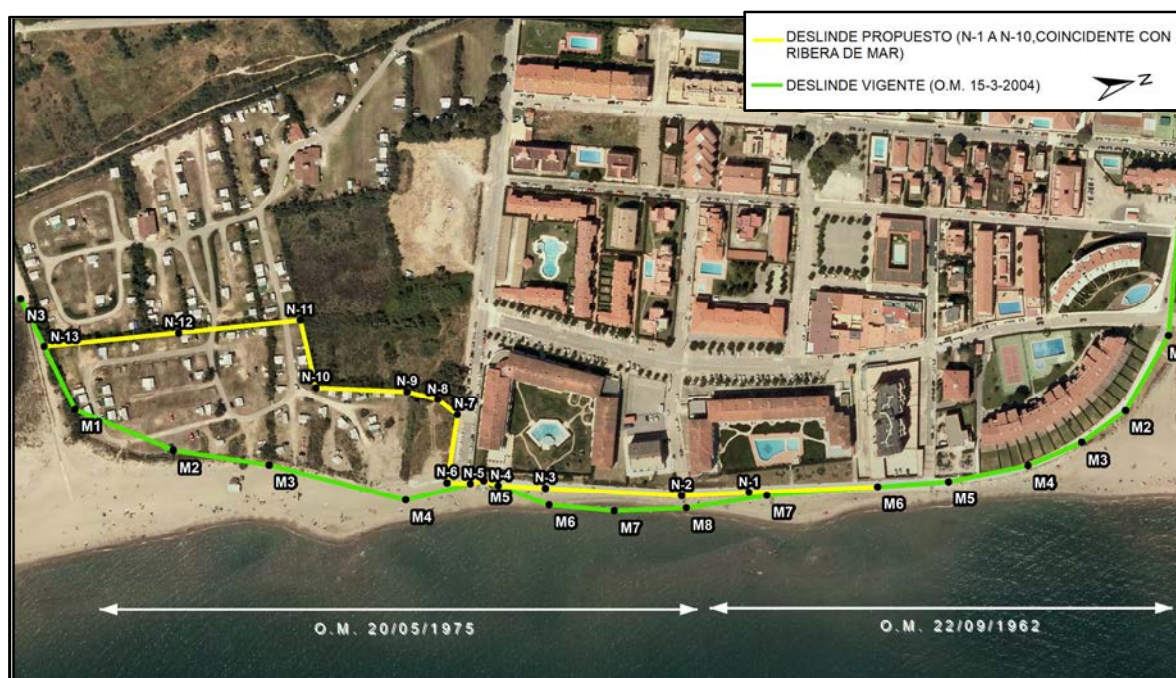 DESLINDE PROPUESTO (N-1 A N-10,COINCIDENTE CON
RIBERA DE MAR)
DESLINDE VIGENTE (O.M. 15-3-2004)
Z
N3
N-13
N-12
N-11
N-10
N-9
N-8
N-7
N-6
N-5
N-4
N-3
N-2
N-1
M1
M2
M3
M4
M5
M6
M7
M8
M7
M6
M5
M4
M3
M2
M
O.M. 20/05/1975
O.M. 22/09/1962